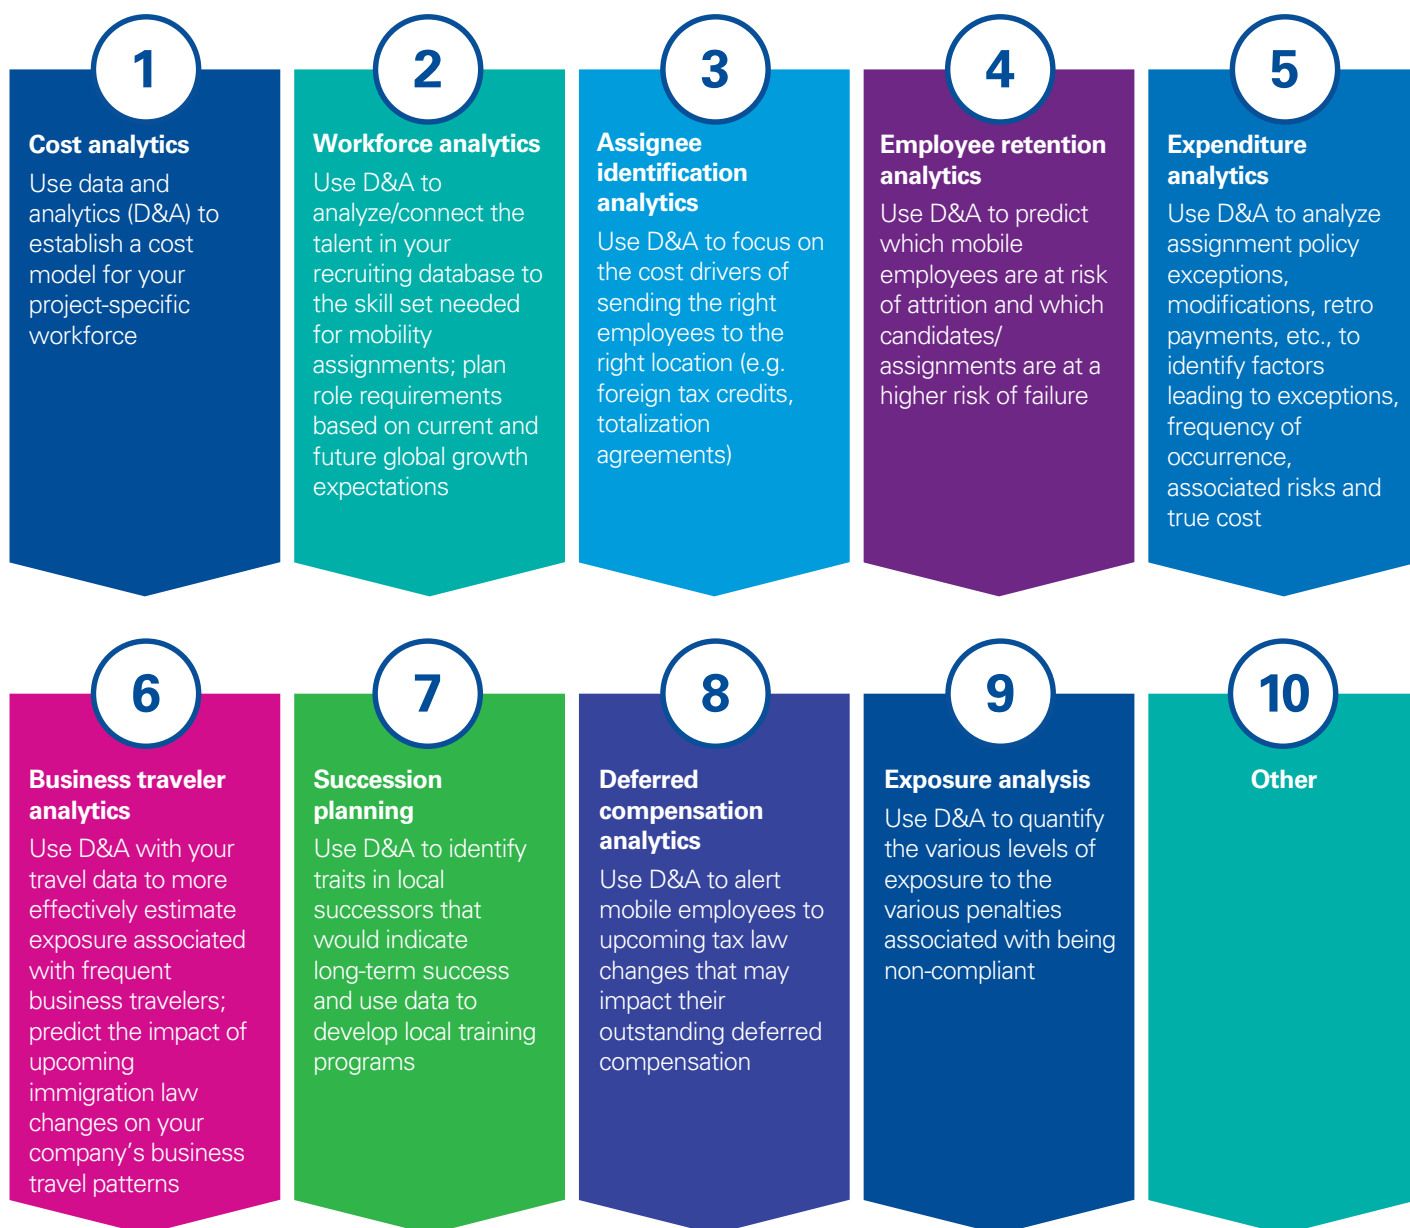 1
Cost analytics
Use data and
analytics (D&A) to
establish a cost
model for your
project-specific
workforce
2
Workforce analytics
Use D&A to
analyze/connect the
talent in your
recruiting database to
the skill set needed
for mobility
assignments; plan
role requirements
based on current and
future global growth
expectations
3
Assignee
identification
analytics
Use D&A to focus on
the cost drivers of
sending the right
employees to the
right location (e.g.
foreign tax credits,
totalization
agreements)
4
Employee retention
analytics
Use D&A to predict
which mobile
employees are at risk
of attrition and which
candidates/
assignments are at a
higher risk of failure
5
Expenditure
analytics
Use D&A to analyze
assignment policy
exceptions,
modifications, retro
payments, etc., to
identify factors
leading to exceptions,
frequency of
occurrence,
associated risks and
true cost
6
Business traveler
analytics
Use D&A with your
travel data to more
effectively estimate
exposure associated
with frequent
business travelers;
predict the impact of
upcoming
immigration law
changes on your
company’s business
travel patterns
7
Succession
planning
Use D&A to identify
traits in local
successors that
would indicate
long-term success
and use data to
develop local training
programs
8
Deferred
compensation
analytics
Use D&A to alert
mobile employees to
upcoming tax law
changes that may
impact their
outstanding deferred
compensation
9
Exposure analysis
Use D&A to quantify
the various levels of
exposure to the
various penalties
associated with being
non-compliant
10
Other